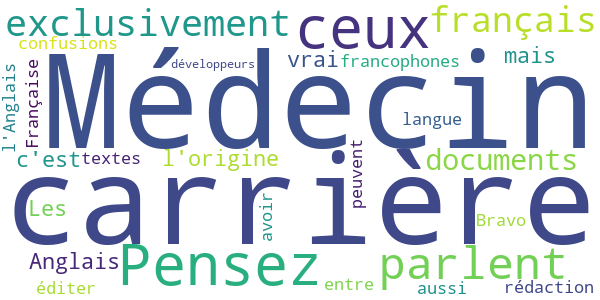 exclusivement ceux français
confusions développeurs
vrai francophones mais
l'Anglais Française Médecin
langue
c'est textes l'origine peuvent documents
carrière
Les avoir Bravo
Anglais Pensez parlent
éditer entre aussi rédaction